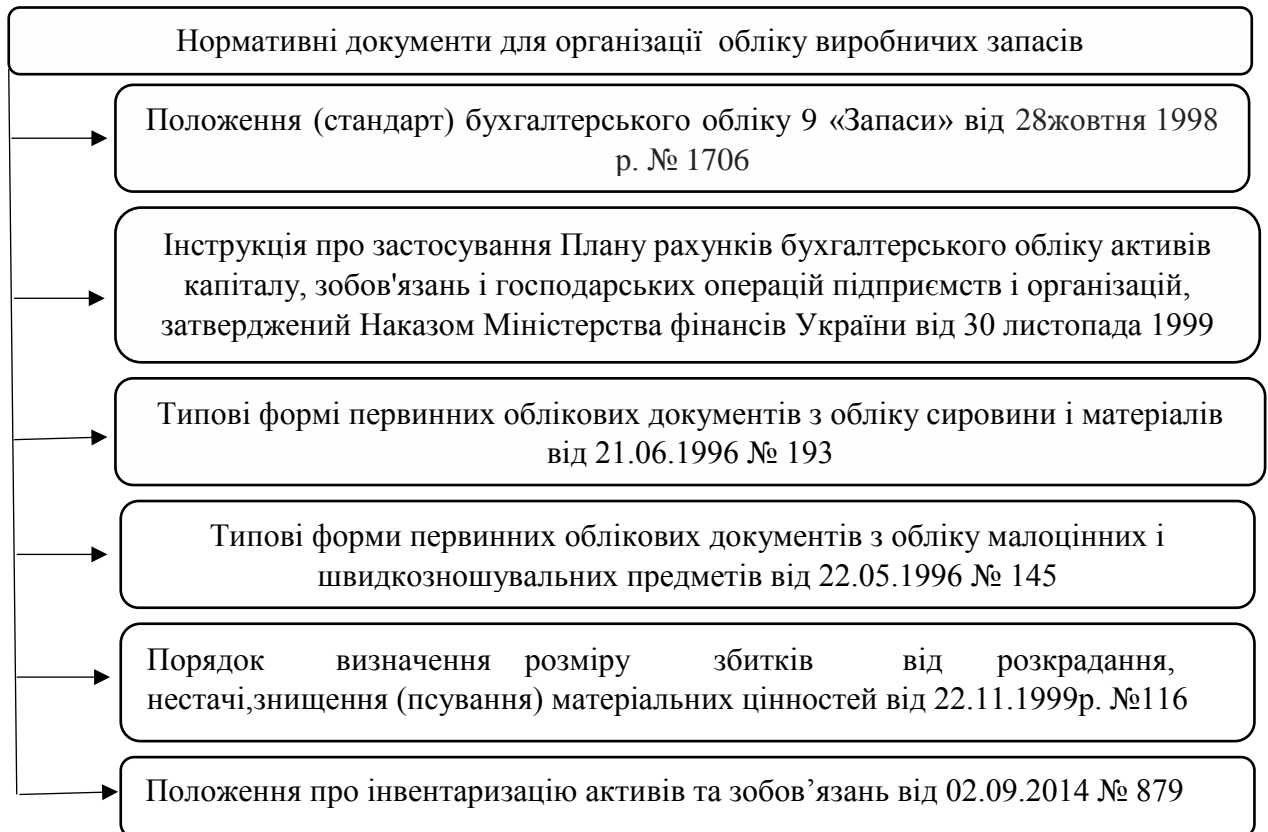 Нормативні документи для організації обліку виробничих запасів
Положення (стандарт) бухгалтерського обліку 9 «Запаси» від 28жовтня 1998
р. № 1706
Інструкція про застосування Плану рахунків бухгалтерського обліку активів
капіталу, зобов'язань і господарських операцій підприємств і організацій,
затверджений Наказом Міністерства фінансів України від 30 листопада 1999
Типові формі первинних облікових документів з обліку сировини і матеріалів
від 21.06.1996 № 193
Типові форми первинних облікових документів з обліку малоцінних і
швидкозношувальних предметів від 22.05.1996 № 145
Порядок визначення розміру збитків від розкрадання,
нестачі,знищення (псування) матеріальних цінностей від 22.11.1999р. №116
Положення про інвентаризацію активів та зобов’язань від 02.09.2014 № 879